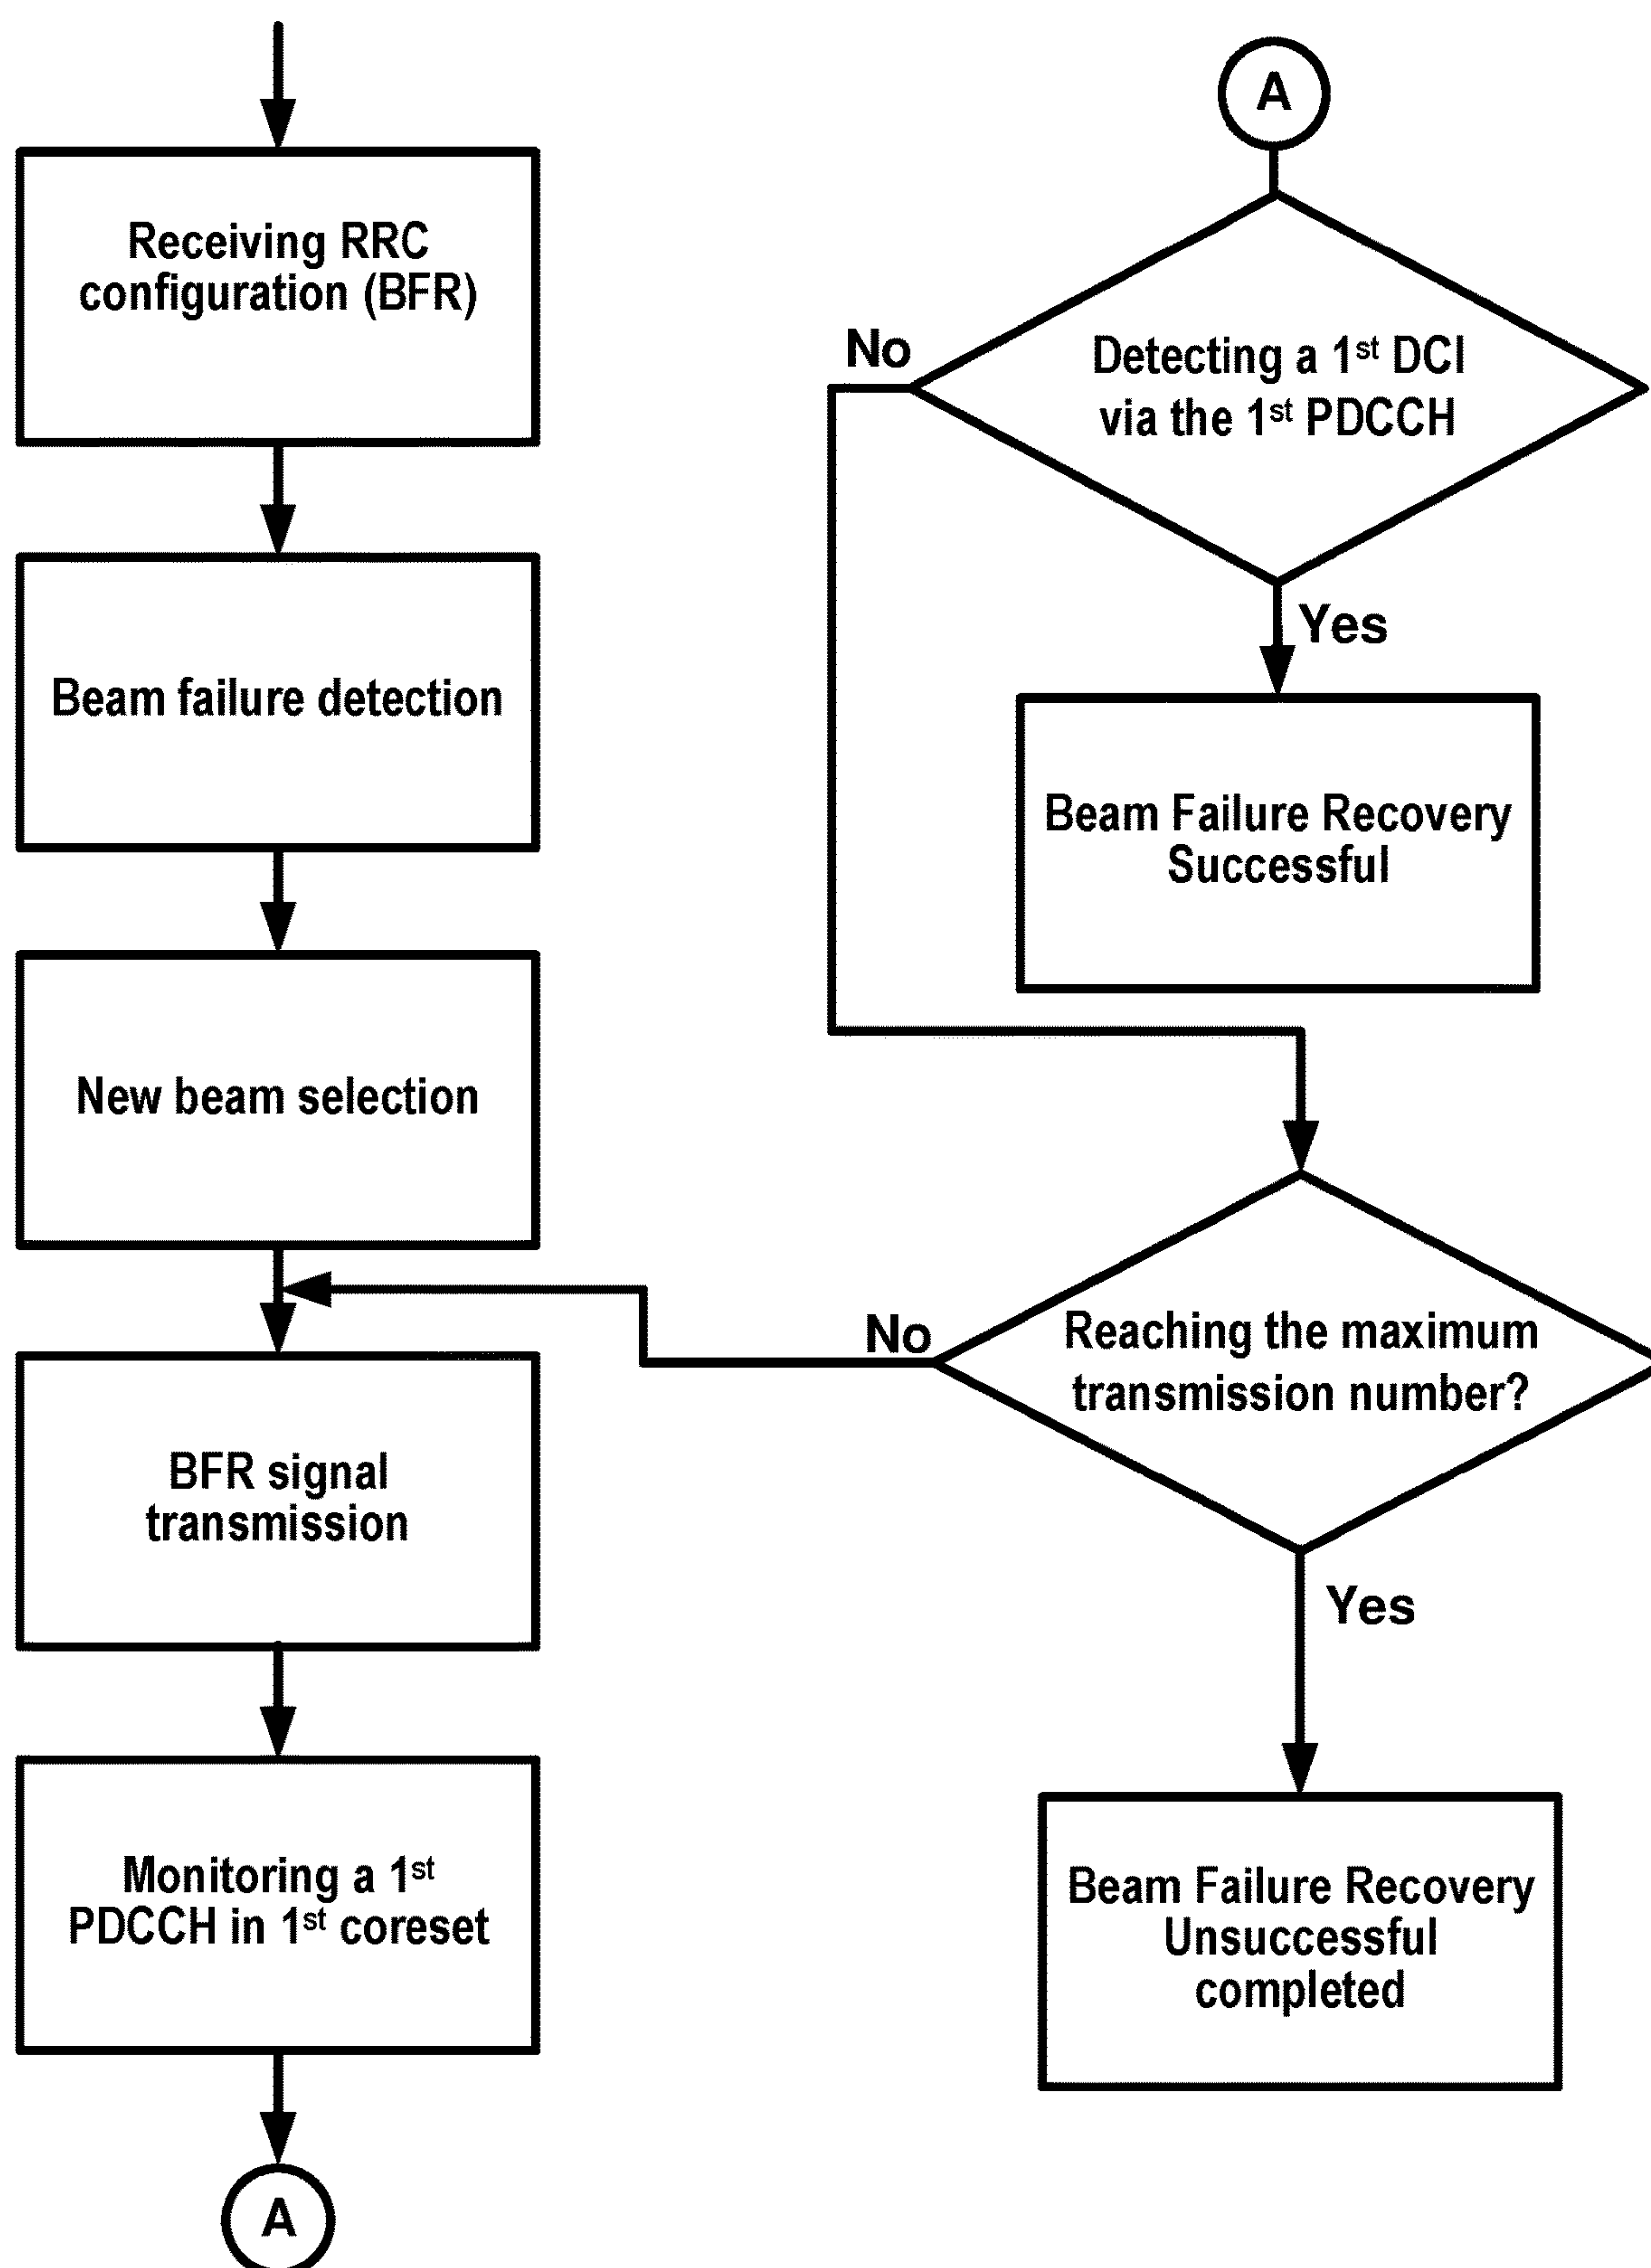 Receiving RRC
configuration (BFR)
Beam failure detection
New beam selection
BFR signal
transmission
Monitoring a 1st
PDCCH in 1st coreset
A
A
Detecting a 1st DCI
via the 1st PDCCH
No
Yes
Beam Failure Recovery
Successful
Reaching the maximum
transmission number?
No
Yes
Beam Failure Recovery
Unsuccessful
completed